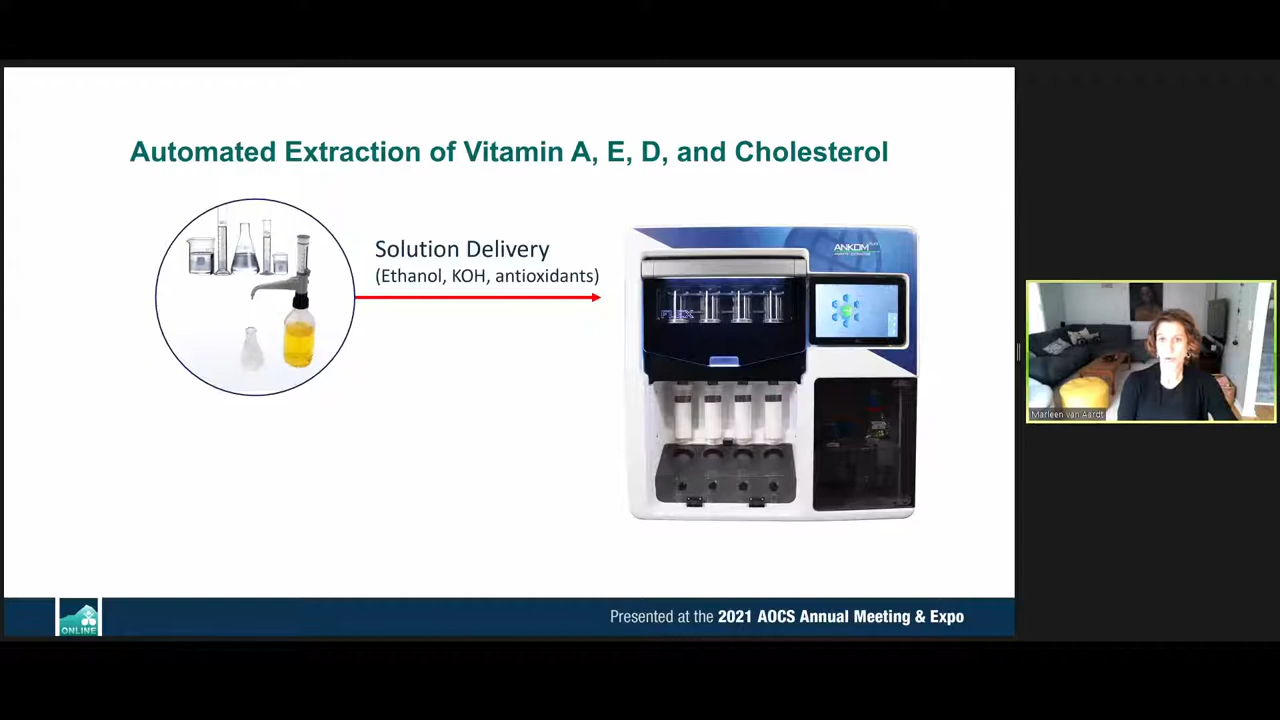 Automated Extraction of Vitamin A, E, D, and Cholesterol
Solution Delivery
(Ethanol, KOH, antioxidants)
ANKOM
FLEX
Marleen van Aardt
ONLINE
Presented at the 2021 AOCS Annual Meeting & Expo